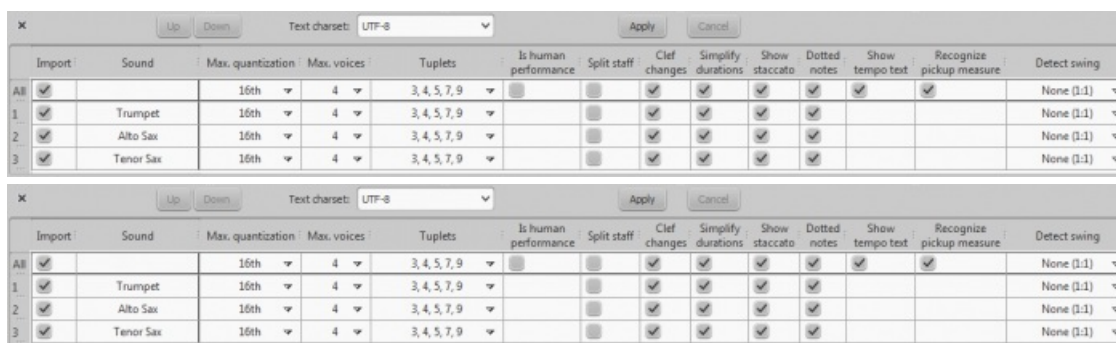 × Up Down Text charset: UTF-8 Apply Cancel
Import Sound Max. quantization Max. voices Tuplets Is human performance Split staff Clef changes Simplify durations Show staccato Dotted notes Show tempo text Recognize pickup measure Detect swing
All 16th 4 3, 4, 5, 7, 9 None (1:1)
1 Trumpet 16th 4 3, 4, 5, 7, 9 None (1:1)
2 Alto Sax 16th 4 3, 4, 5, 7, 9 None (1:1)
3 Tenor Sax 16th 4 3, 4, 5, 7, 9 None (1:1)
× Up Down Text charset: UTF-8 Apply Cancel
Import Sound Max. quantization Max. voices Tuplets Is human performance Split staff Clef changes Simplify durations Show staccato Dotted notes Show tempo text Recognize pickup measure Detect swing
All 16th 4 3, 4, 5, 7, 9 None (1:1)
1 Trumpet 16th 4 3, 4, 5, 7, 9 None (1:1)
2 Alto Sax 16th 4 3, 4, 5, 7, 9 None (1:1)
3 Tenor Sax 16th 4 3, 4, 5, 7, 9 None (1:1)